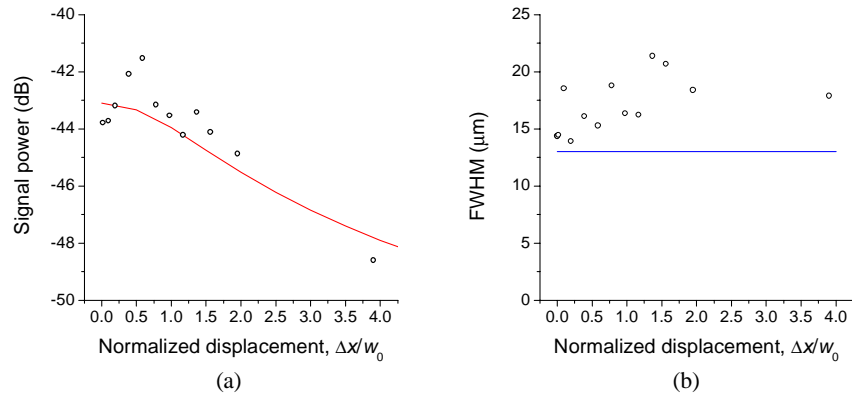 -40
-42
-44
-46
-48
-50
Signal power (dB)
0.0 0.5 1.0 1.5 2.0 2.5 3.0 3.5 4.0
Normalized displacement, Δx/w0
(a)
25
20
15
10
5
0
FWHM (μm)
0.0 0.5 1.0 1.5 2.0 2.5 3.0 3.5 4.0
Normalized displacement, Δx/w0
(b)